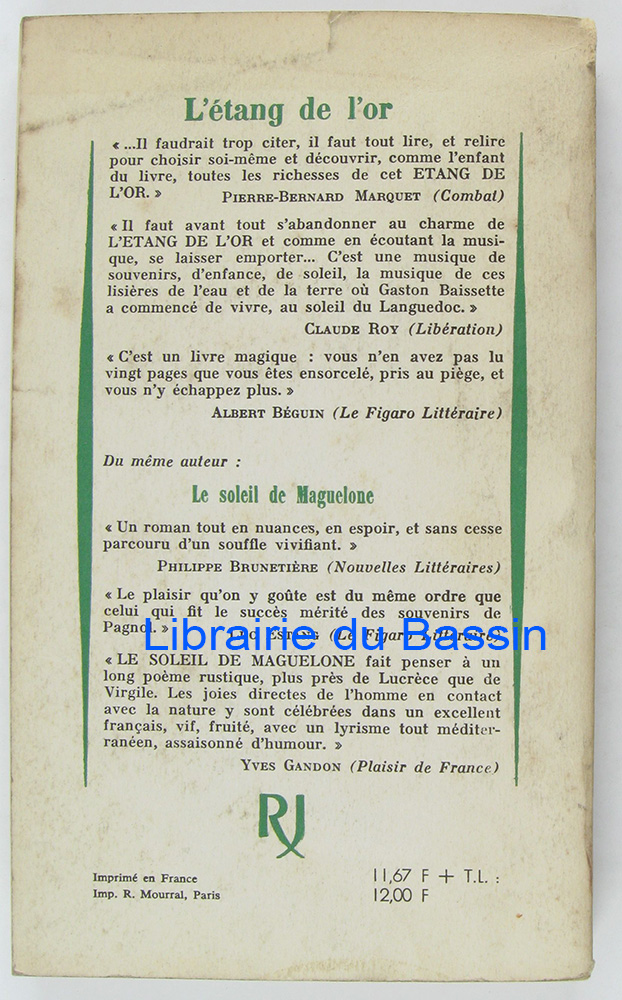 L'étang de l'or
« ...Il faudrait trop citer, il faut tout lire, et relire
pour choisir soi-même et découvrir, comme l'enfant
du livre, toutes les richesses de cet ETANG DE
L'OR. » PIERRE-BERNARD MARQUET (Combat)
« Il faut avant tout s'abandonner au charme de
L'ETANG DE L'OR et comme en écoutant la musi-
que, se laisser emporter... C'est une musique de
souvenirs, d'enfance, de soleil, la musique de ces
lisières de l'eau et de la terre où Gaston Baissette
a commencé de vivre, au soleil du Languedoc. »
CLAUDE ROY (Libération)
« C'est un livre magique : vous n'en avez pas lu
vingt pages que vous êtes ensorcelé, pris au piège, et
vous n'y échappez plus. »
ALBERT BÉGUIN (Le Figaro Littéraire)
Du même auteur :
Le soleil de Maguelone
« Un roman tout en nuances, en espoir, et sans cesse
parcouru d'un souffle vivifiant. »
PHILIPPE BRUNETIÈRE (Nouvelles Littéraires)
« Le plaisir qu'on y goûte est du même ordre que
celui qui fit le succès mérité des souvenirs de
Pagnol. » (Le Figaro Littéraire)
Librairie du Bassin
« LE SOLEIL DE MAGUELONE fait penser à un
long poème rustique, plus près de Lucrèce que de
Virgile. Les joies directes de l'homme en contact
avec la nature y sont célébrées dans un excellent
français, vif, fruité, avec un lyrisme tout méditer-
ranéen, assaisonné d'humour. »
YVES GANDON (Plaisir de France)
RJ
Imprimé en France
Imp. R. Mourral, Paris
11,67 F + T.L. :
12,00 F